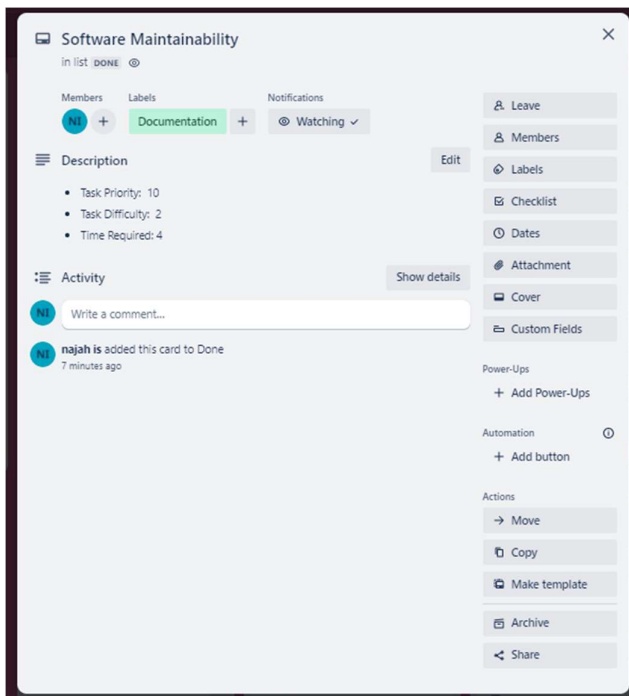 Software Maintainability
in list DONE
Members
Labels
Notifications
NI
+
Documentation
+
Watching
Description
Edit
Task Priority: 10
Task Difficulty: 2
Time Required: 4
Activity
Show details
NI
Write a comment...
NI
najah is added this card to Done
7 minutes ago
Leave
Members
Labels
Checklist
Dates
Attachment
Cover
Custom Fields
Power-Ups
+ Add Power-Ups
Automation
+ Add button
Actions
Move
Copy
Make template
Archive
Share